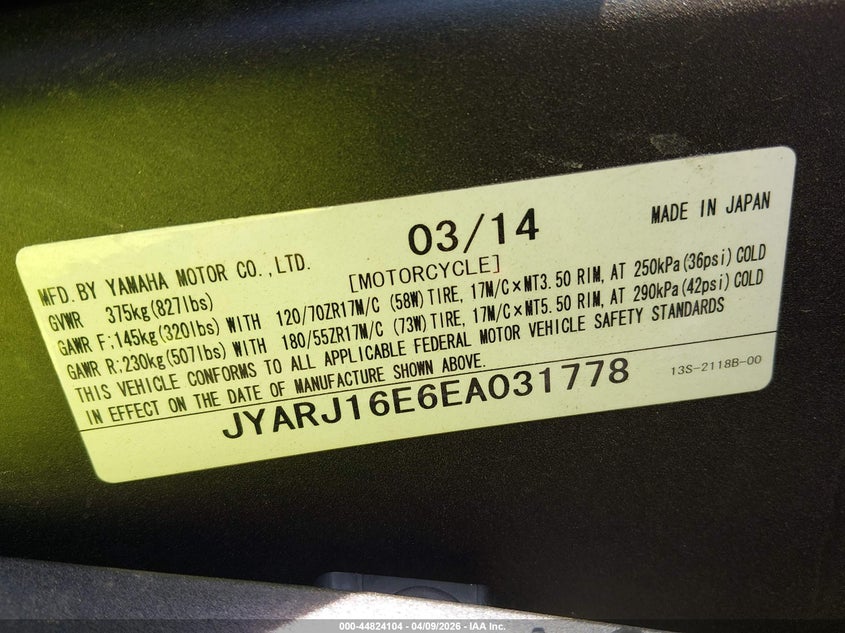 MFD. BY YAMAHA MOTOR CO.,LTD. 03/14 MADE IN JAPAN
GVWR 375kg(827lbs) [MOTORCYCLE]
GAWR F;145kg(320lbs) WITH 120/70ZR17M/C (58W) TIRE, 17M/C×MT3.50 RIM, AT 250kPa(36psi) COLD
GAWR R;230kg(507lbs) WITH 180/55ZR17M/C (73W) TIRE, 17M/C×MT5.50 RIM, AT 290kPa(42psi) COLD
THIS VEHICLE CONFORMS TO ALL APPLICABLE FEDERAL MOTOR VEHICLE SAFETY STANDARDS
IN EFFECT ON THE DATE OF MANUFACTURE SHOWN ABOVE.
JYARJ16E6EA031778 13S-2118B-00
000-44824104 - 04/09/2026 - IAA Inc.